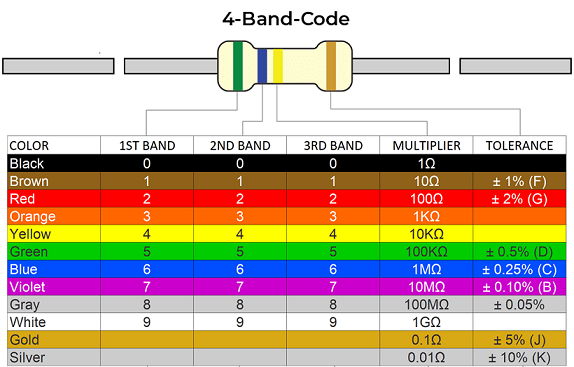 4-Band-Code
COLOR 1ST BAND 2ND BAND 3RD BAND MULTIPLIER TOLERANCE
Black 0 0 0 1Ω
Brown 1 1 1 10Ω ± 1% (F)
Red 2 2 2 100Ω ± 2% (G)
Orange 3 3 3 1KΩ
Yellow 4 4 4 10KΩ
Green 5 5 5 100KΩ ± 0.5% (D)
Blue 6 6 6 1MΩ ± 0.25% (C)
Violet 7 7 7 10MΩ ± 0.10% (B)
Gray 8 8 8 100MΩ ± 0.05%
White 9 9 9 1GΩ
Gold 0.1Ω ± 5% (J)
Silver 0.01Ω ± 10% (K)